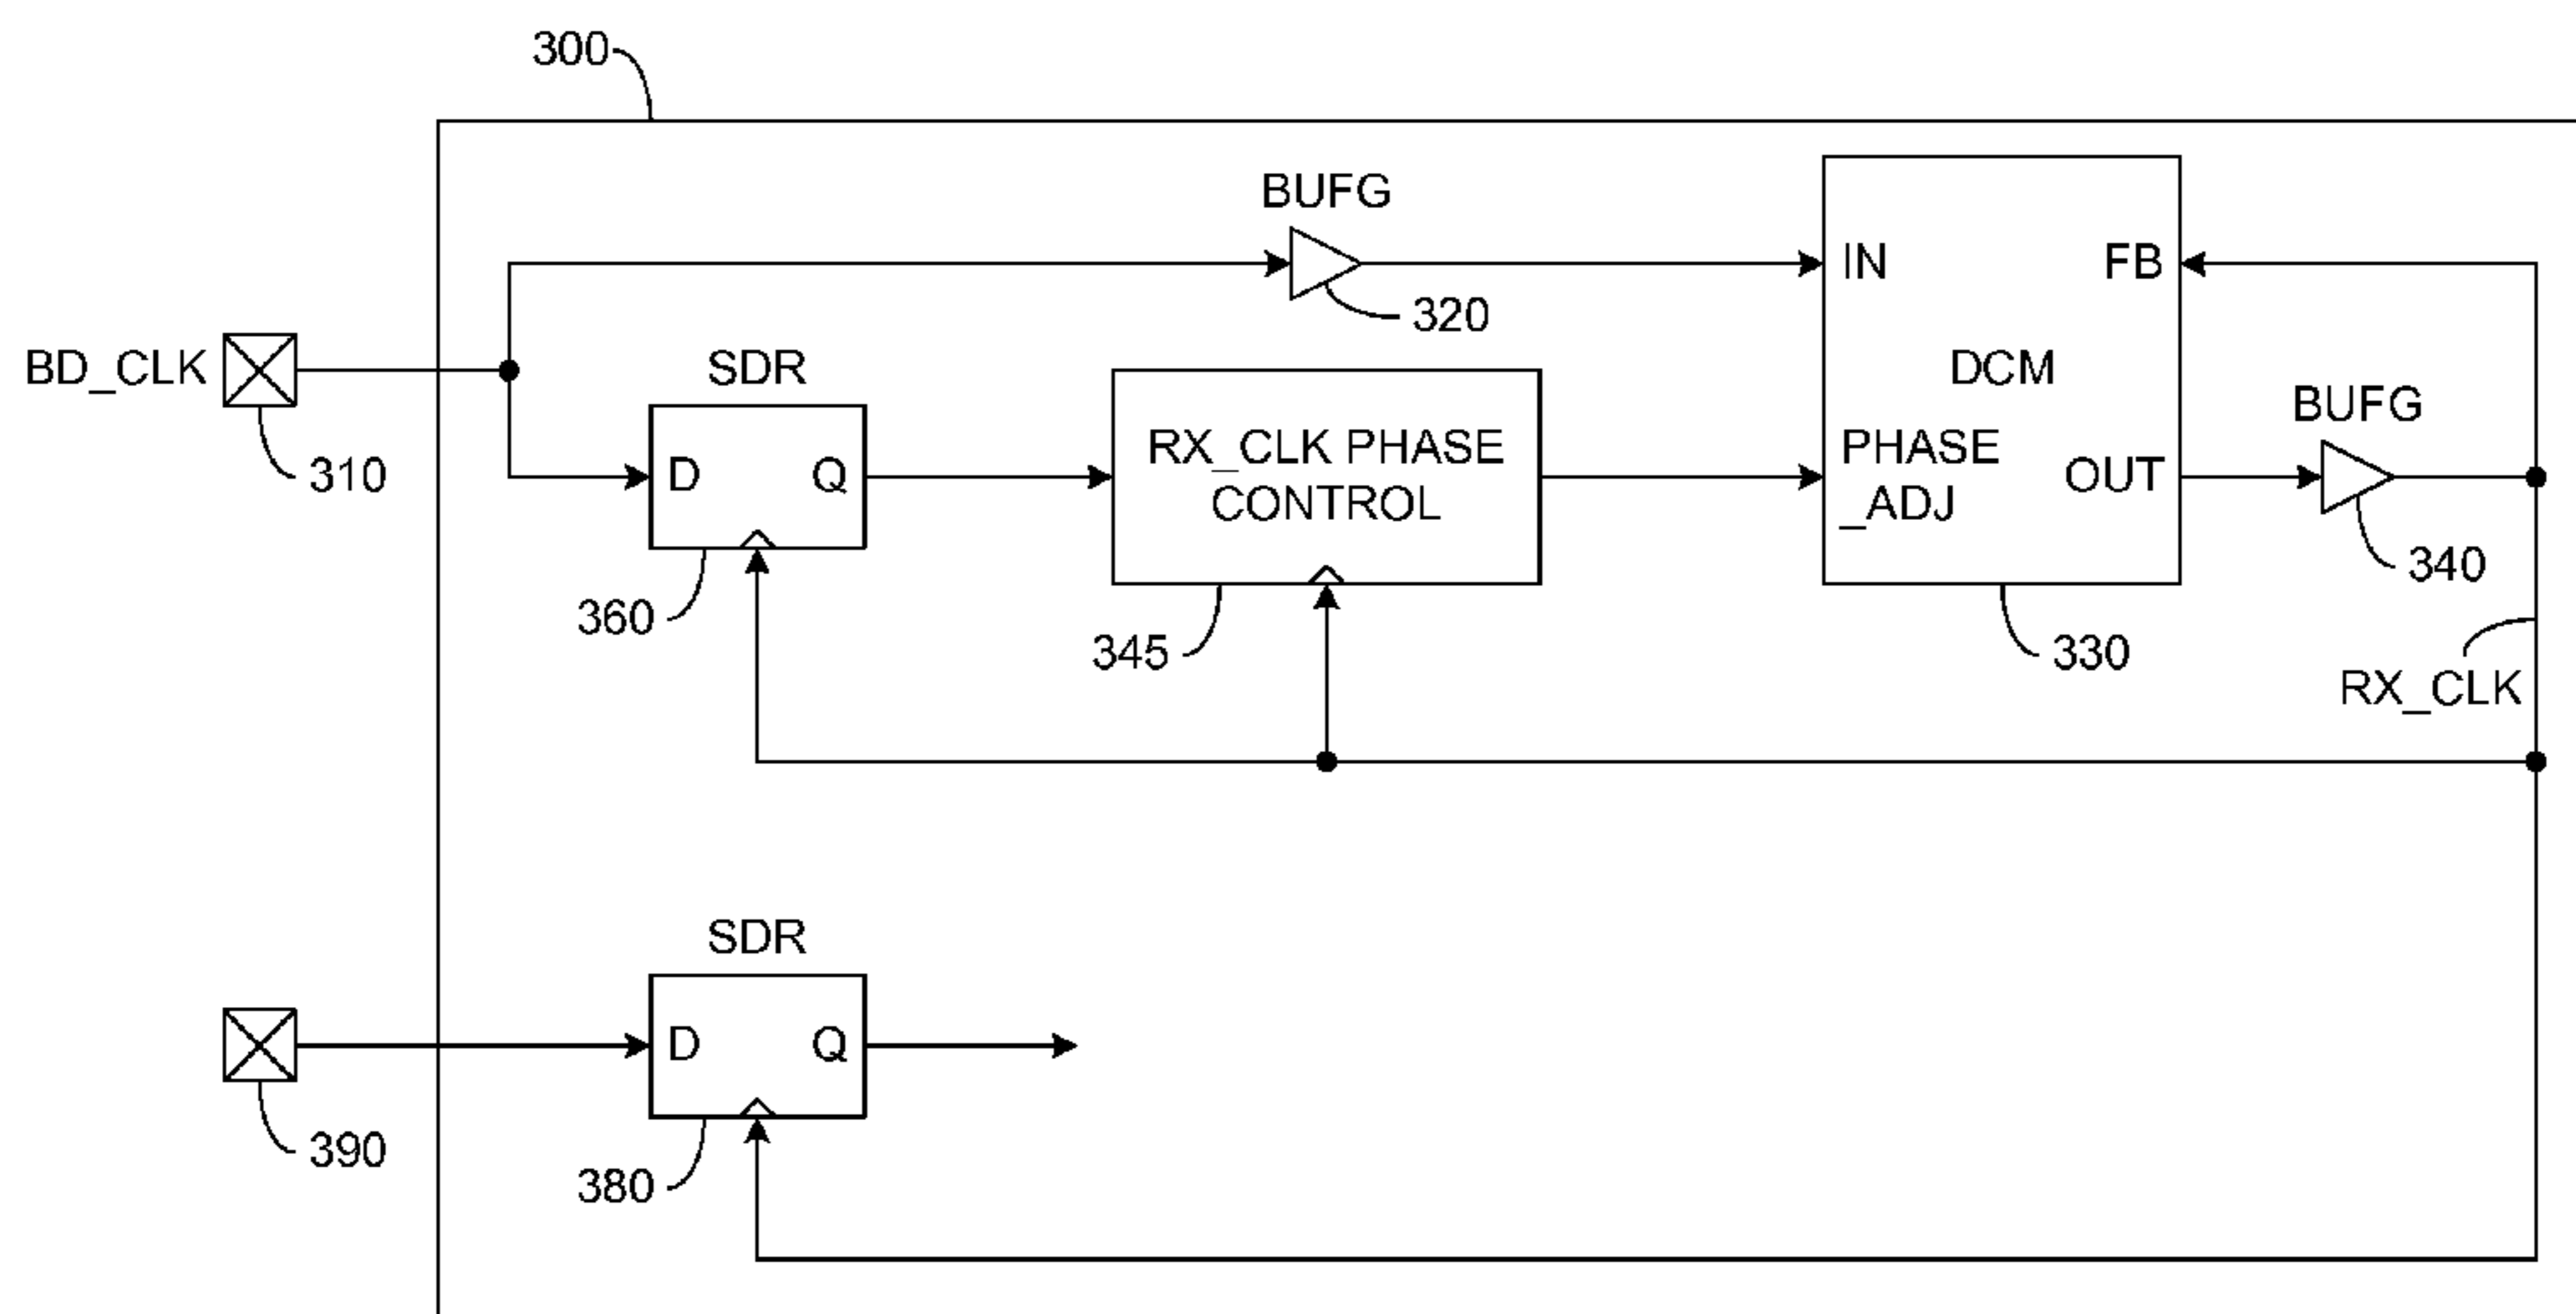 300
BUFG
IN
FB
320
BD_CLK
SDR
DCM
310
D
Q
RX_CLK PHASE
CONTROL
PHASE
_ADJ
OUT
BUFG
340
360
345
330
RX_CLK
SDR
D
Q
390
380